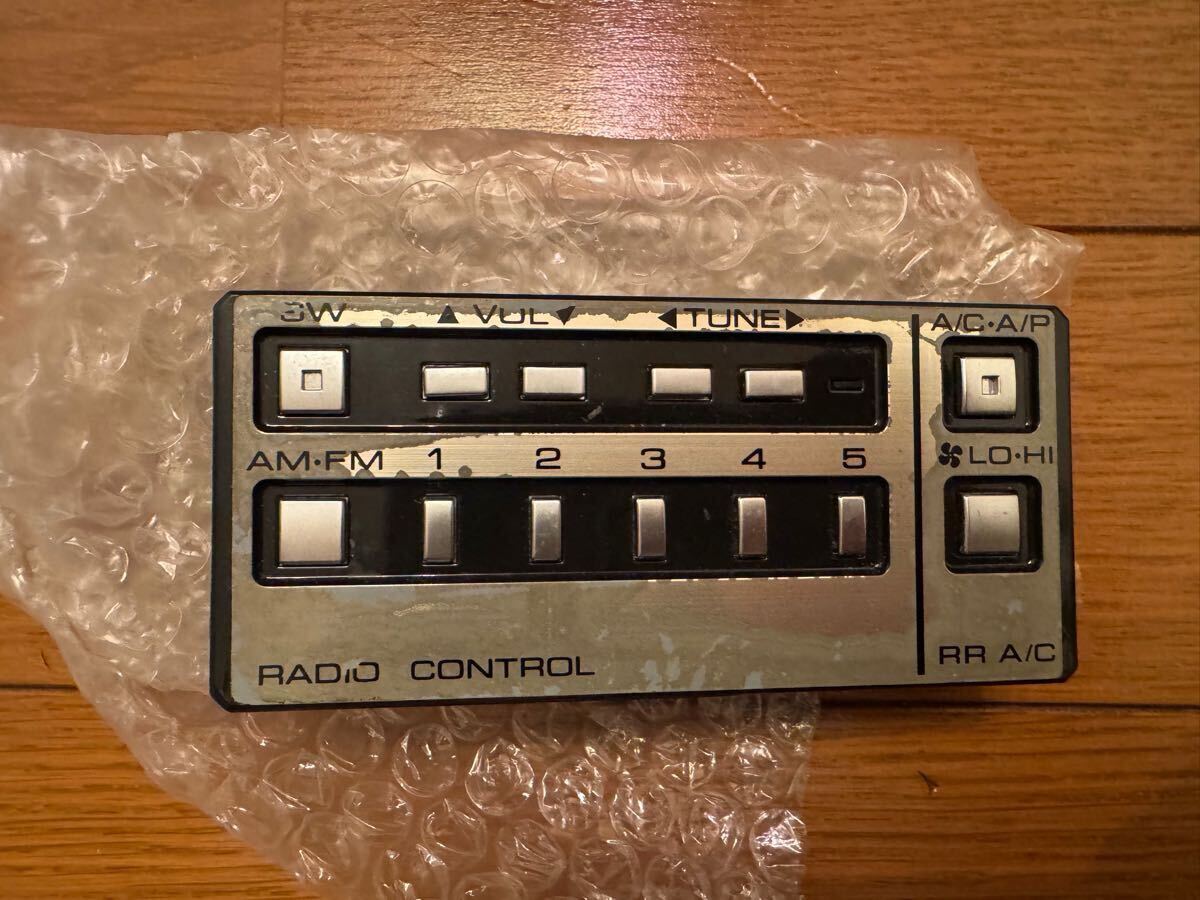 SW ▲ VOL ▼ ◀TUNE▶
AM·FM 1 2 3 4 5
RADIO CONTROL
A/C·A/P
LO·HI
RR A/C